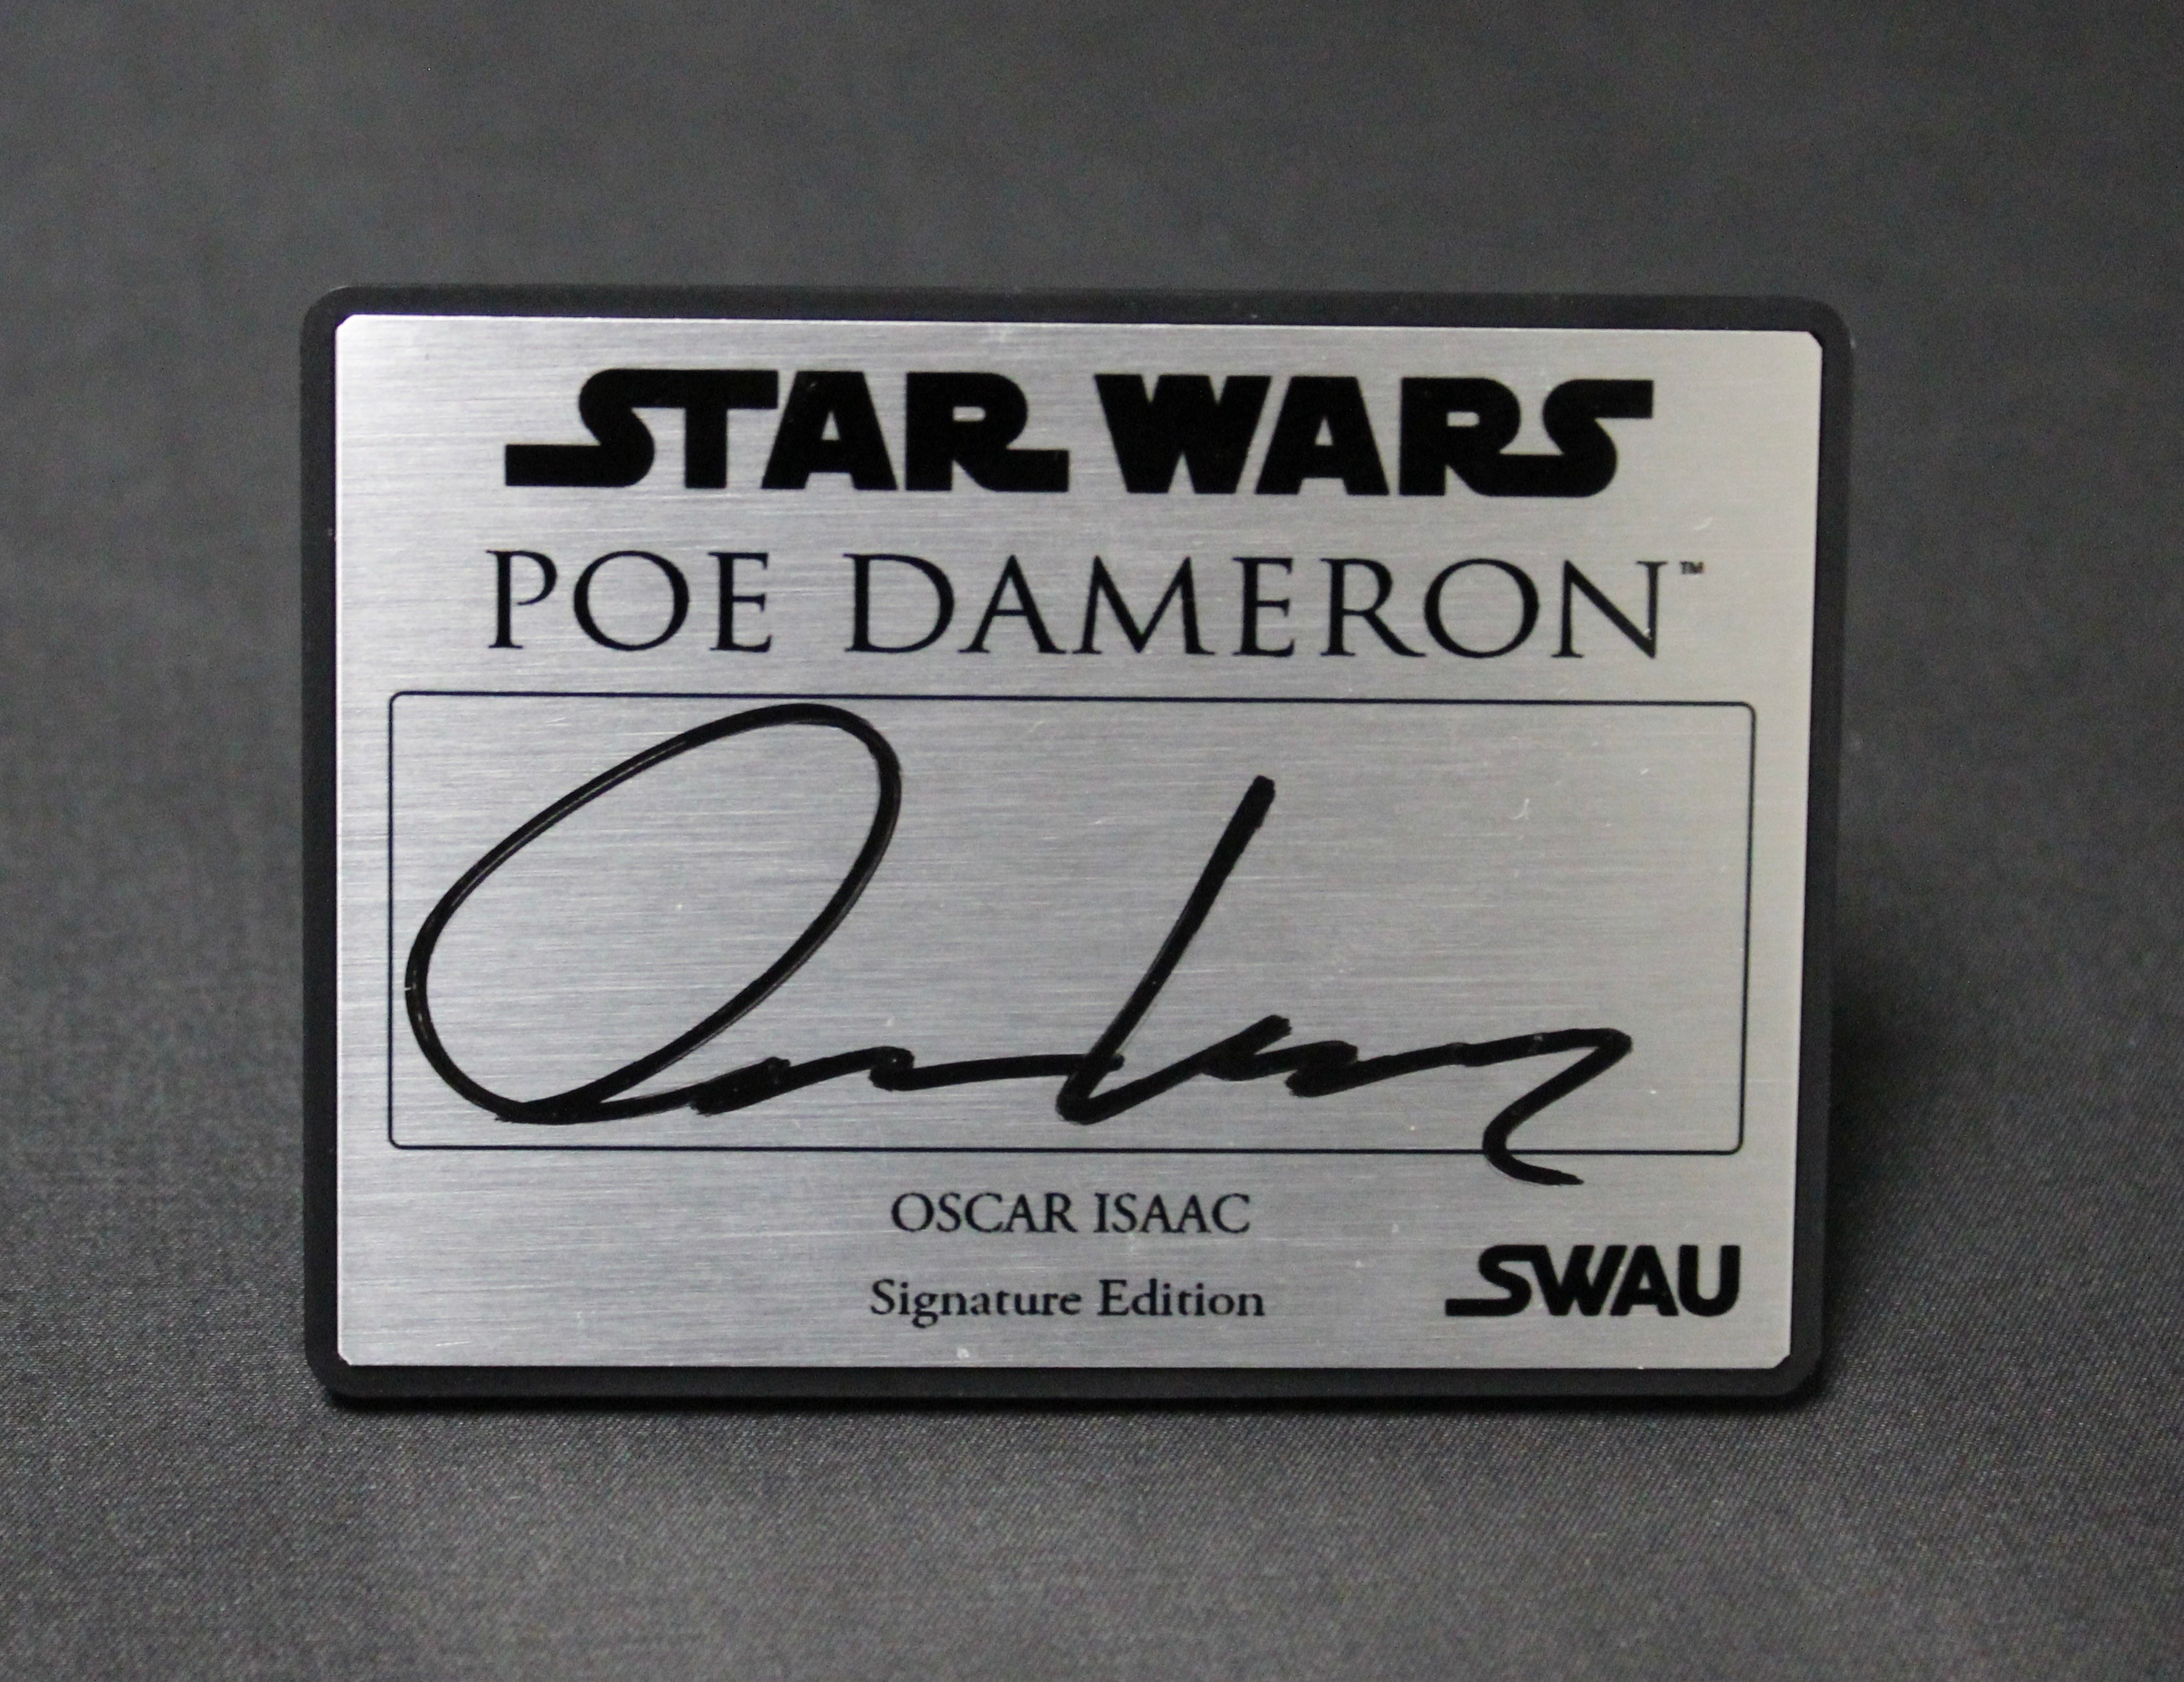 STAR WARS
POE DAMERON™
OSCAR ISAAC
Signature Edition
SWAU